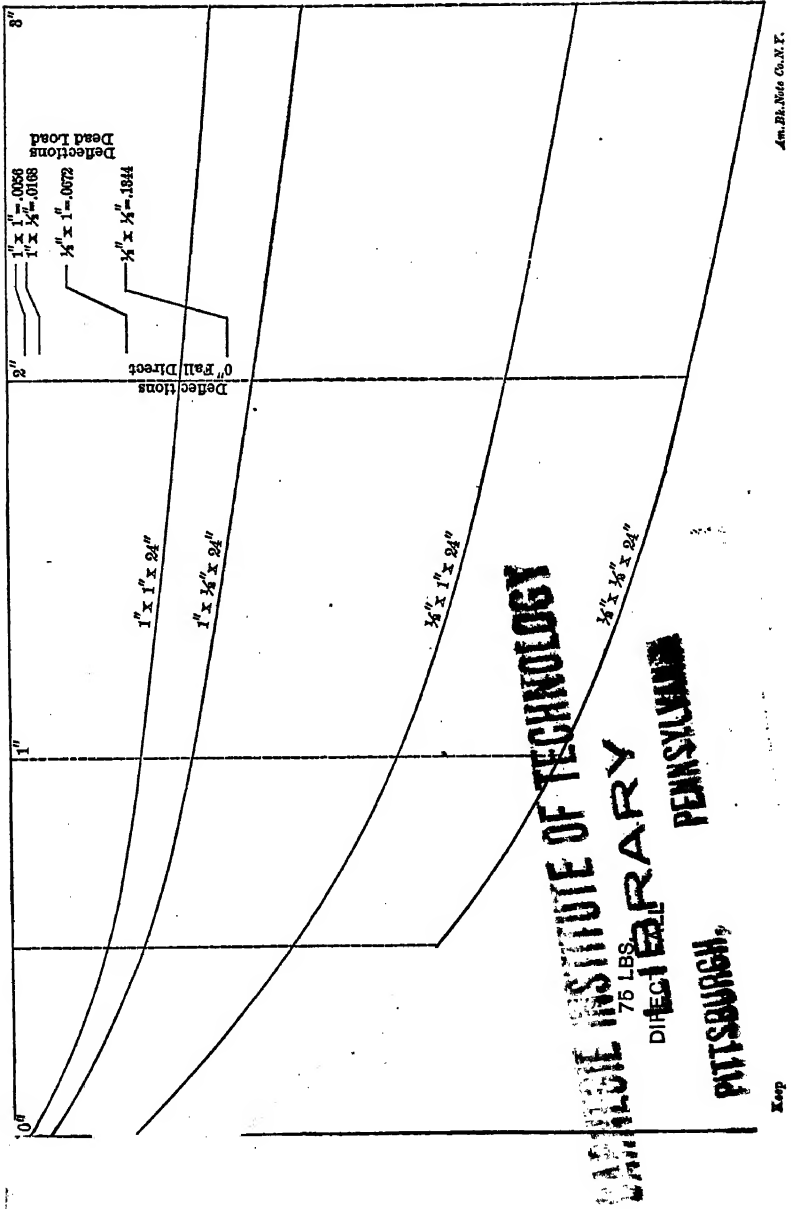 3"
1" x 1"=.0056
1" x ½"=.0168
½" x 1"=.0672
½" x ½"=.1344
Deflections
Dead Load
2"
Deflections
0" Fall Direct
1" x 1" x 24"
1" x ½" x 24"
½" x 1" x 24"
½" x ½" x 24"
1"
0"
CARNEGIE INSTITUTE OF TECHNOLOGY
75 LBS.
DIRECT
LIBRARY
PITTSBURGH, PENNSYLVANIA
Keep
Am.Bk.Note Co.N.Y.